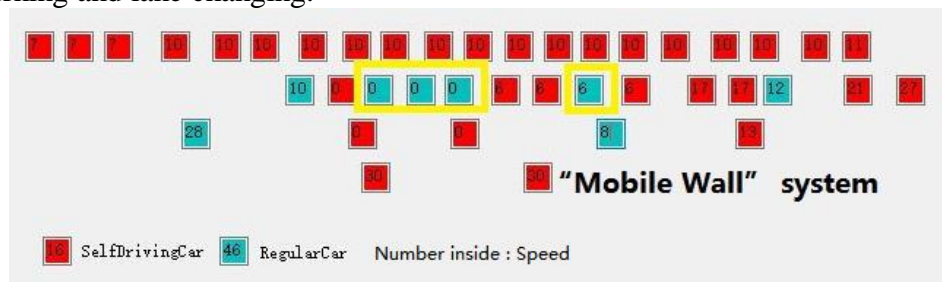 and lane changing.
7 7 7 10 10 10 10 10 10 10 10 10 10 10 10 10 10 10 10 11
10 0 0 0 0 6 6 6 6 17 17 12 21 27
28 0 0 8 13
30 30 “Mobile Wall” system
16 SelfDrivingCar 46 RegularCar Number inside : Speed